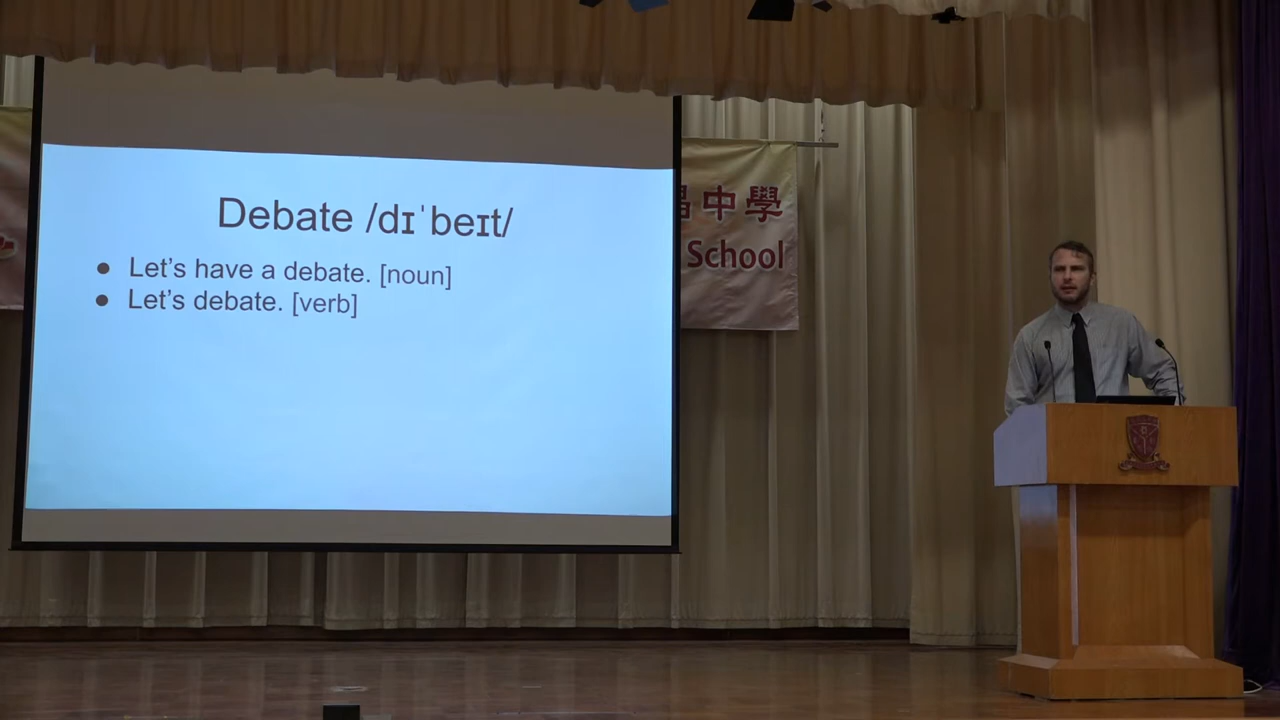 Debate /dɪˈbeɪt/
● Let's have a debate. [noun]
● Let's debate. [verb]
中學
School